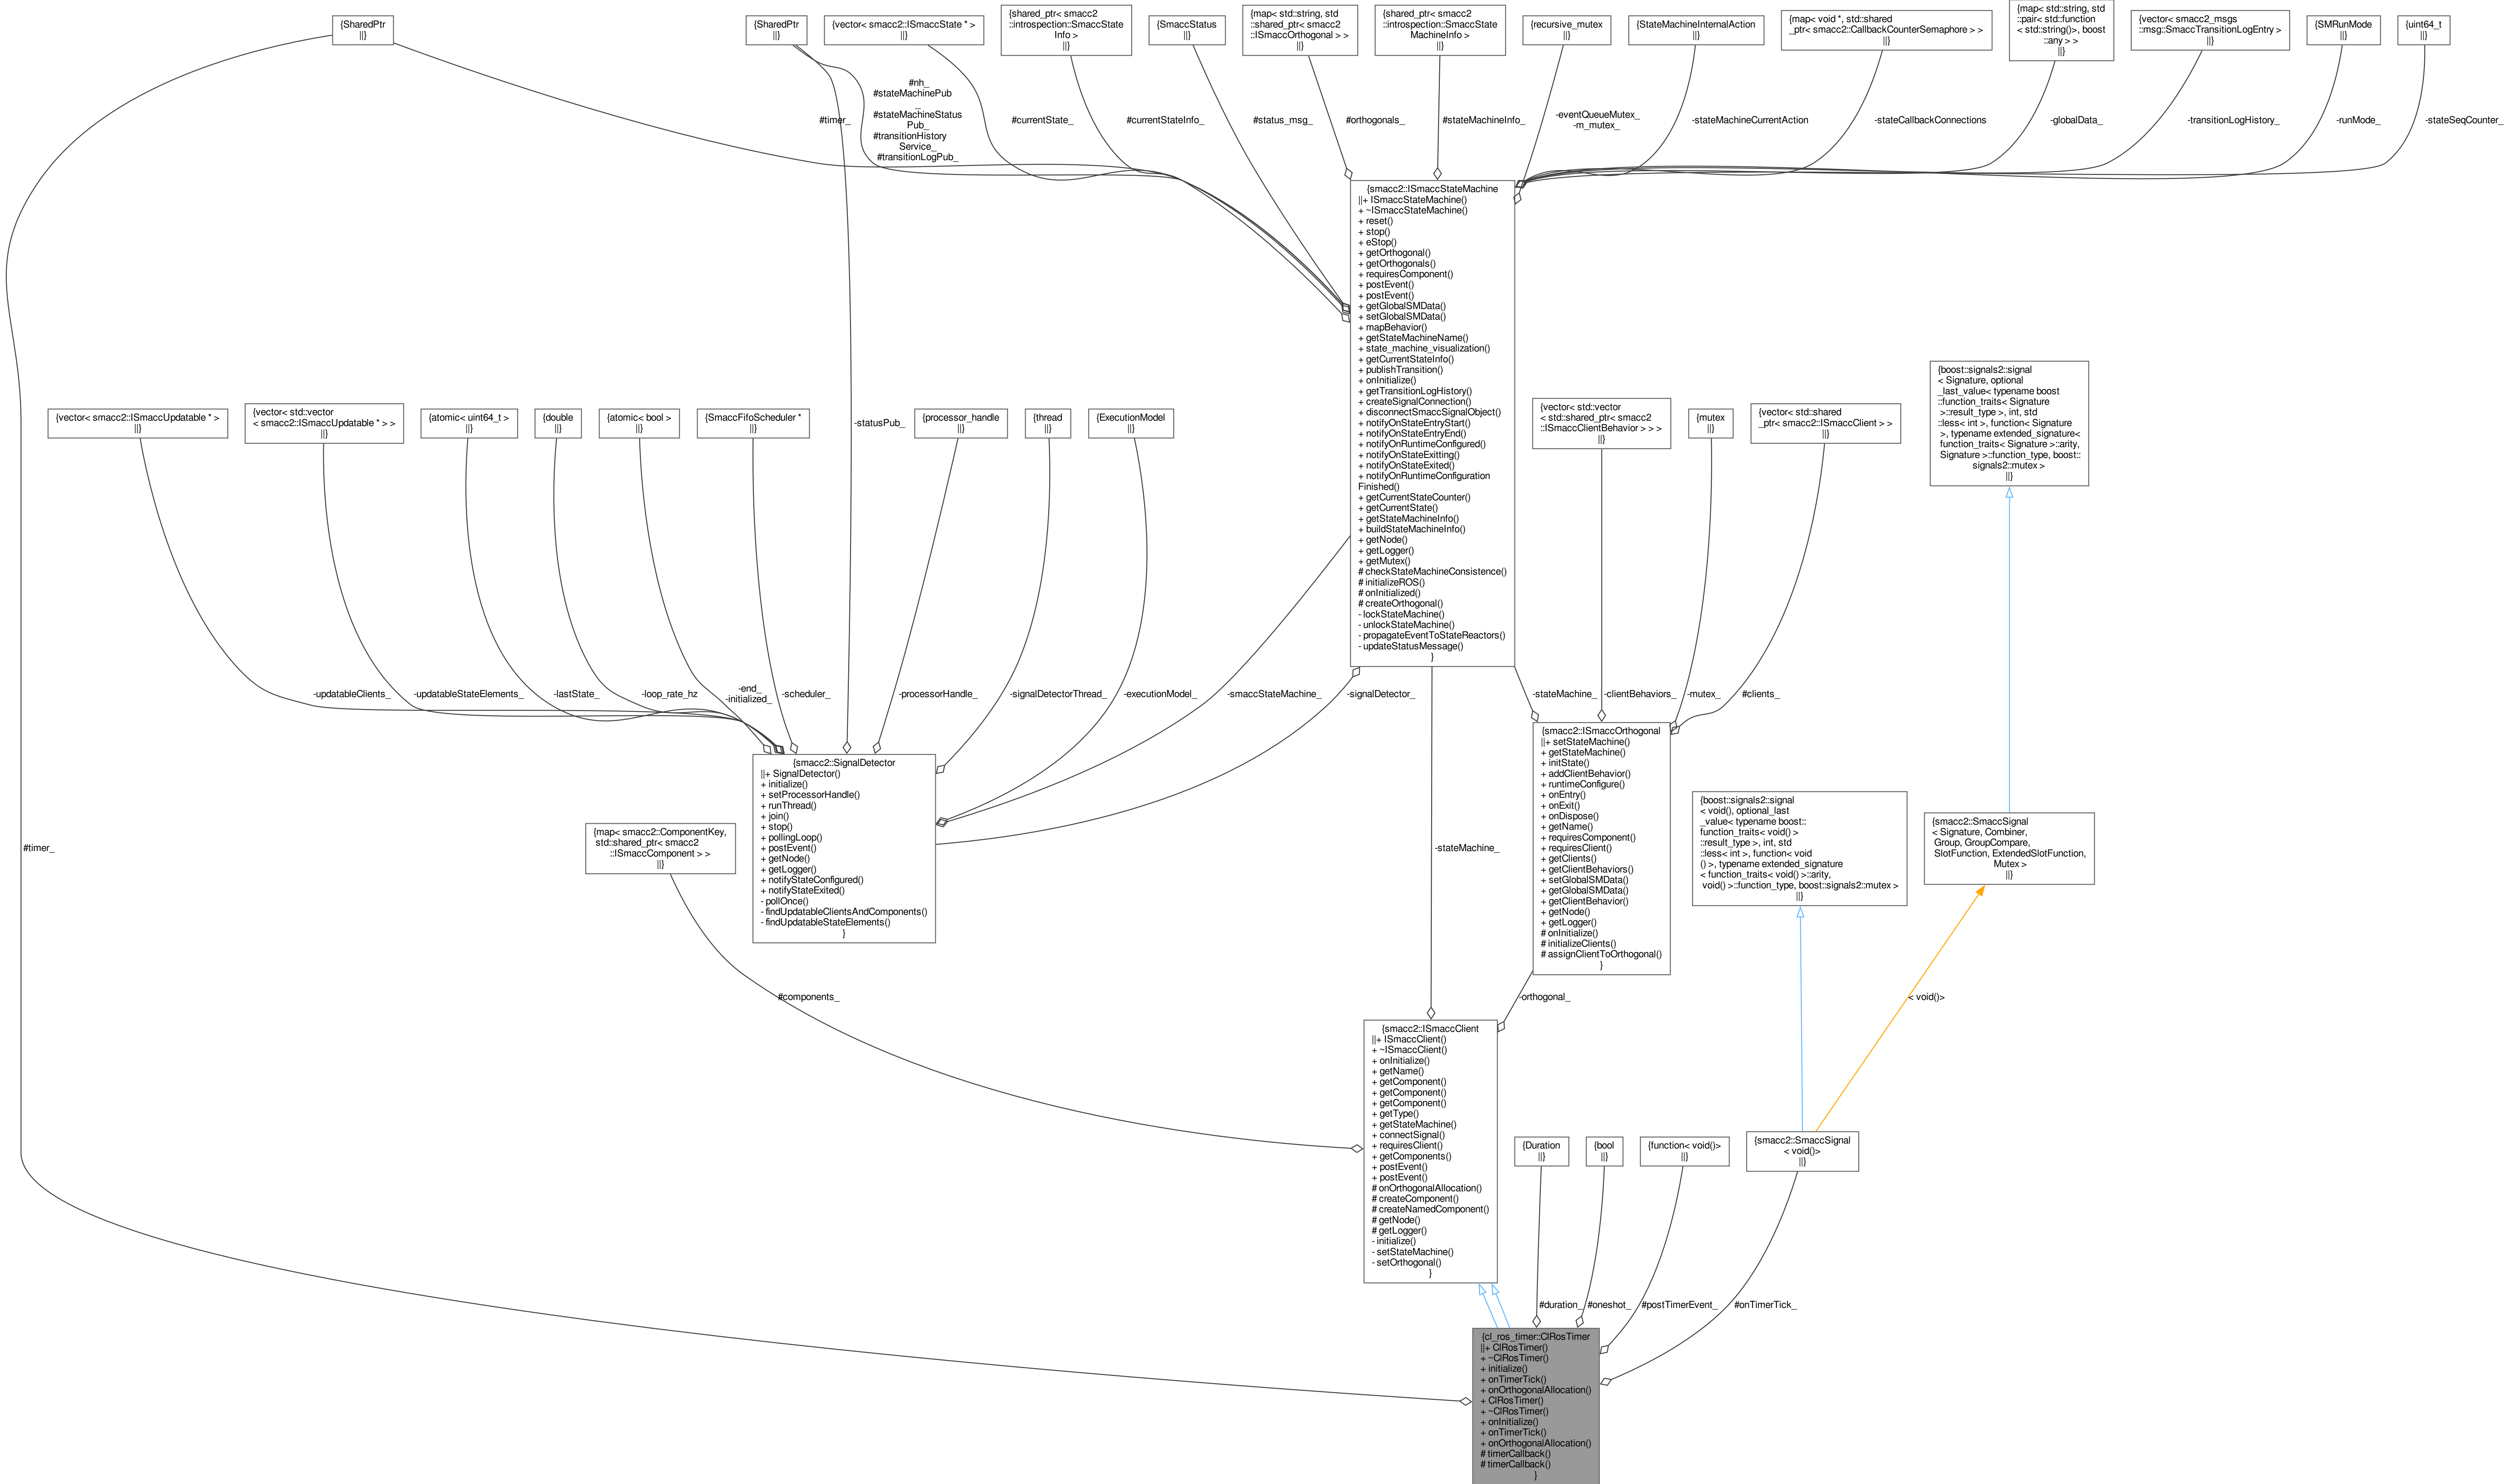 {SharedPtr
||}
{SharedPtr
||}
{vector< smacc2::ISmaccState * >
||}
{shared_ptr< smacc2
::introspection::SmaccState
Info >
||}
{SmaccStatus
||}
{map< std::string, std
::shared_ptr< smacc2
::ISmaccOrthogonal > >
||}
{shared_ptr< smacc2
::introspection::SmaccState
MachineInfo >
||}
{recursive_mutex
||}
{StateMachineInternalAction
||}
{map< void *, std::shared
_ptr< smacc2::CallbackCounterSemaphore > >
||}
{map< std::string, std
::pair< std::function
< std::string()>, boost
::any > >
||}
{vector< smacc2_msgs
::msg::SmaccTransitionLogEntry >
||}
{SMRunMode
||}
{uint64_t
||}
#timer_
#nh_
#stateMachinePub
_
#stateMachineStatus
Pub_
#transitionHistory
Service_
#transitionLogPub_
#currentState_
#currentStateInfo_
#status_msg_
#orthogonals_
#stateMachineInfo_
-eventQueueMutex_
-m_mutex_
-stateMachineCurrentAction
-stateCallbackConnections
-globalData_
-transitionLogHistory_
-runMode_
-stateSeqCounter_
{smacc2::ISmaccStateMachine
||+ ISmaccStateMachine()
+ ~ISmaccStateMachine()
+ reset()
+ stop()
+ eStop()
+ getOrthogonal()
+ getOrthogonals()
+ requiresComponent()
+ postEvent()
+ postEvent()
+ getGlobalSMData()
+ setGlobalSMData()
+ mapBehavior()
+ getStateMachineName()
+ state_machine_visualization()
+ getCurrentStateInfo()
+ publishTransition()
+ onInitialize()
+ getTransitionLogHistory()
+ createSignalConnection()
+ disconnectSmaccSignalObject()
+ notifyOnStateEntryStart()
+ notifyOnStateEntryEnd()
+ notifyOnRuntimeConfigured()
+ notifyOnStateExitting()
+ notifyOnStateExited()
+ notifyOnRuntimeConfiguration
Finished()
+ getCurrentStateCounter()
+ getCurrentState()
+ getStateMachineInfo()
+ buildStateMachineInfo()
+ getNode()
+ getLogger()
+ getMutex()
# checkStateMachineConsistence()
# initializeROS()
# onInitialized()
# createOrthogonal()
- lockStateMachine()
- unlockStateMachine()
- propagateEventToStateReactors()
- updateStatusMessage()
}
{vector< smacc2::ISmaccUpdatable * >
||}
{vector< std::vector
< smacc2::ISmaccUpdatable * > >
||}
{atomic< uint64_t >
||}
{double
||}
{atomic< bool >
||}
{SmaccFifoScheduler *
||}
-statusPub_
{processor_handle
||}
{thread
||}
{ExecutionModel
||}
{vector< std::vector
< std::shared_ptr< smacc2
::ISmaccClientBehavior > > >
||}
{mutex
||}
{vector< std::shared
_ptr< smacc2::ISmaccClient > >
||}
{boost::signals2::signal
< Signature, optional
_last_value< typename boost
::function_traits< Signature
>::result_type >, int, std
::less< int >, function< Signature
>, typename extended_signature<
function_traits< Signature >::arity,
Signature >::function_type, boost::
signals2::mutex >
||}
-updatableClients_
-updatableStateElements_
-lastState_
-loop_rate_hz
-end_
-initialized_
-scheduler_
-processorHandle_
-signalDetectorThread_
-executionModel_
-smaccStateMachine_
-signalDetector_
-stateMachine_
-clientBehaviors_
-mutex_
#clients_
{smacc2::SignalDetector
||+ SignalDetector()
+ initialize()
+ setProcessorHandle()
+ runThread()
+ join()
+ stop()
+ pollingLoop()
+ postEvent()
+ getNode()
+ getLogger()
+ notifyStateConfigured()
+ notifyStateExited()
- pollOnce()
- findUpdatableClientsAndComponents()
- findUpdatableStateElements()
}
{smacc2::ISmaccOrthogonal
||+ setStateMachine()
+ getStateMachine()
+ initState()
+ addClientBehavior()
+ runtimeConfigure()
+ onEntry()
+ onExit()
+ onDispose()
+ getName()
+ requiresComponent()
+ requiresClient()
+ getClients()
+ getClientBehaviors()
+ setGlobalSMData()
+ getGlobalSMData()
+ getClientBehavior()
+ getNode()
+ getLogger()
# onInitialize()
# initializeClients()
# assignClientToOrthogonal()
}
{boost::signals2::signal
< void(), optional_last
_value< typename boost::
function_traits< void() >
::result_type >, int, std
::less< int >, function< void
() >, typename extended_signature
< function_traits< void() >::arity,
void() >::function_type, boost::signals2::mutex >
||}
{smacc2::SmaccSignal
< Signature, Combiner,
Group, GroupCompare,
SlotFunction, ExtendedSlotFunction,
Mutex >
||}
{map< smacc2::ComponentKey,
std::shared_ptr< smacc2
::ISmaccComponent > >
||}
#timer_
-stateMachine_
#components_
-orthogonal_
< void()>
{smacc2::ISmaccClient
||+ ISmaccClient()
+ ~ISmaccClient()
+ onInitialize()
+ getName()
+ getComponent()
+ getComponent()
+ getComponent()
+ getType()
+ getStateMachine()
+ connectSignal()
+ requiresClient()
+ getComponents()
+ postEvent()
+ postEvent()
# onOrthogonalAllocation()
# createComponent()
# createNamedComponent()
# getNode()
# getLogger()
- initialize()
- setStateMachine()
- setOrthogonal()
}
{Duration
||}
{bool
||}
{function< void()>
||}
{smacc2::SmaccSignal
< void()>
||}
#duration_
#oneshot_
#postTimerEvent_
#onTimerTick_
{cl_ros_timer::ClRosTimer
||+ ClRosTimer()
+ ~ClRosTimer()
+ initialize()
+ onTimerTick()
+ onOrthogonalAllocation()
+ ClRosTimer()
+ ~ClRosTimer()
+ onInitialize()
+ onTimerTick()
+ onOrthogonalAllocation()
# timerCallback()
# timerCallback()
}